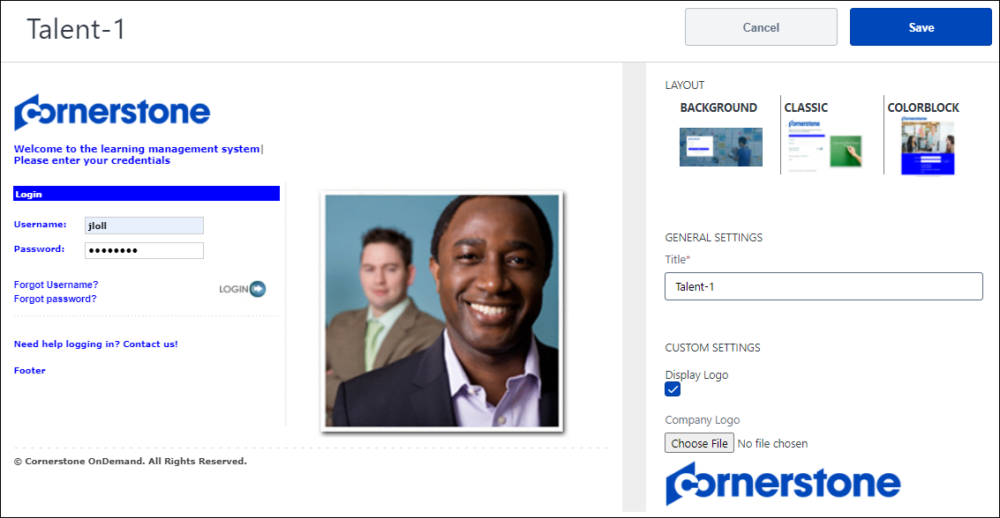 Talent-1
Cancel
Save
Cornerstone
Welcome to the learning management system
Please enter your credentials
Login
Username: jloll
Password: ●●●●●●●●
Forgot Username?
LOGIN
Forgot password?
Need help logging in? Contact us!
Footer
© Cornerstone OnDemand. All Rights Reserved.
LAYOUT
BACKGROUND
CLASSIC
COLORBLOCK
Cornerstone
Cornerstone
GENERAL SETTINGS
Title*
Talent-1
CUSTOM SETTINGS
Display Logo
Company Logo
Choose File No file chosen
Cornerstone